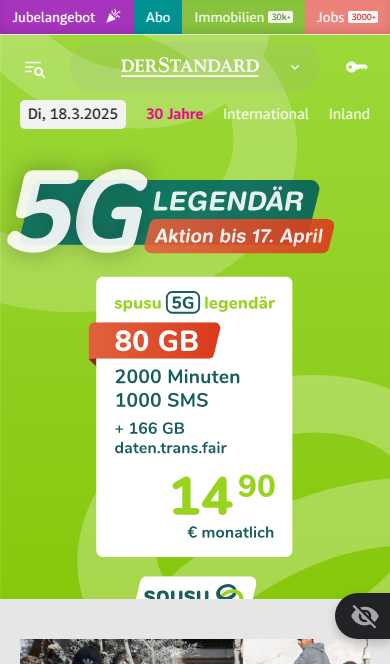 Jubelangebot Abo Immobilien 30k+ Jobs 3000+
DERSTANDARD
Di, 18.3.2025 30 Jahre International Inland
5G LEGENDÄR
Aktion bis 17. April
spusu 5G legendär
80 GB
2000 Minuten
1000 SMS
+ 166 GB
daten.trans.fair
14 90
€ monatlich
spusu